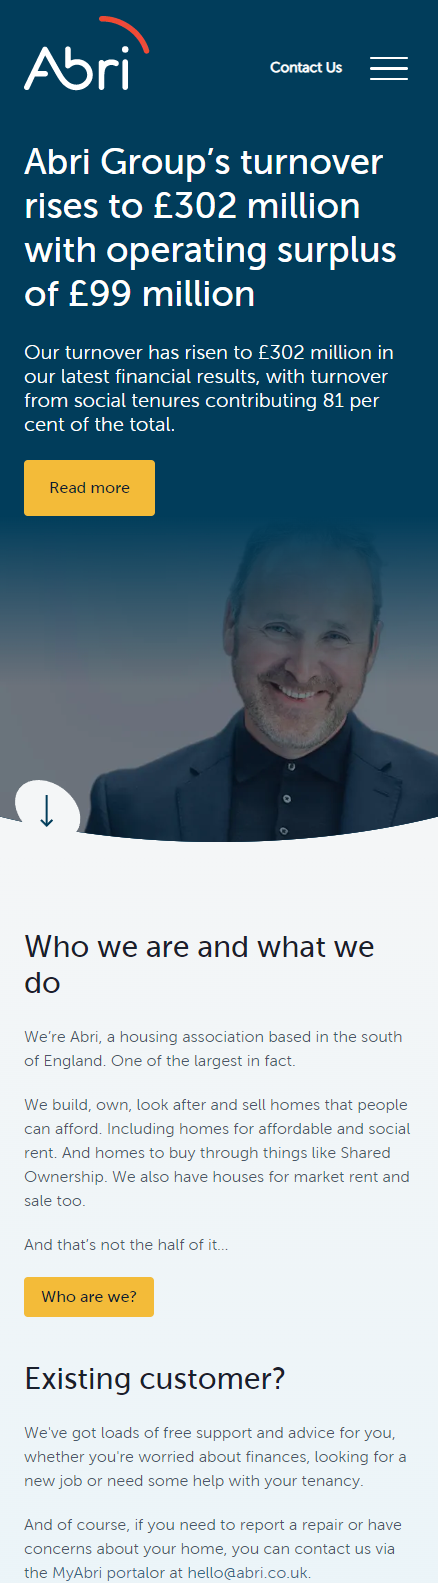 Abri
Contact Us
Abri Group’s turnover
rises to £302 million
with operating surplus
of £99 million
Our turnover has risen to £302 million in
our latest financial results, with turnover
from social tenures contributing 81 per
cent of the total.
Read more
Who we are and what we
do
We’re Abri, a housing association based in the south
of England. One of the largest in fact.
We build, own, look after and sell homes that people
can afford. Including homes for affordable and social
rent. And homes to buy through things like Shared
Ownership. We also have houses for market rent and
sale too.
And that’s not the half of it…
Who are we?
Existing customer?
We've got loads of free support and advice for you,
whether you're worried about finances, looking for a
new job or need some help with your tenancy.
And of course, if you need to report a repair or have
concerns about your home, you can contact us via
the MyAbri portalor at hello@abri.co.uk.